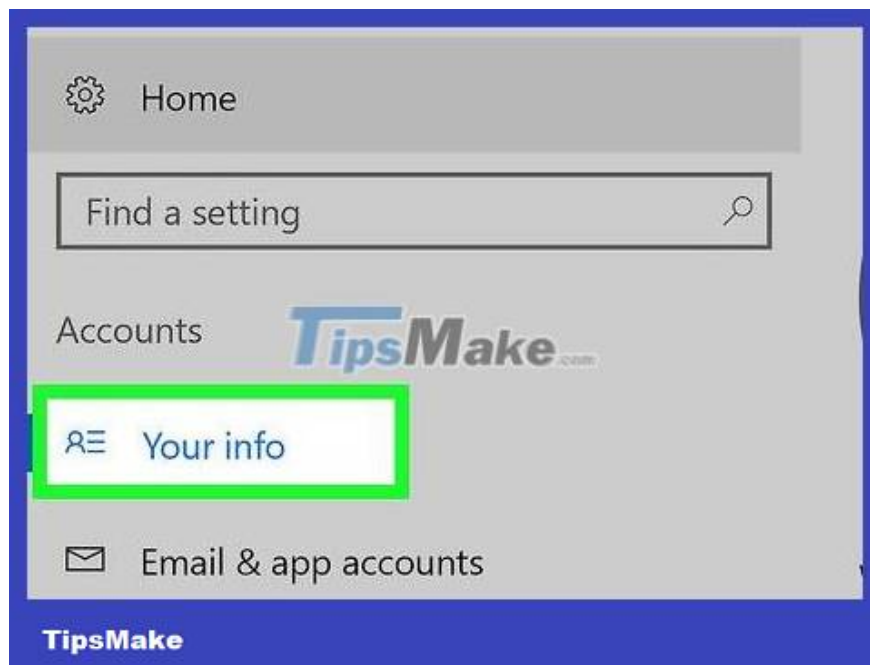 Home
Find a setting
Accounts
TipsMake.com
Your info
Email & app accounts
TipsMake